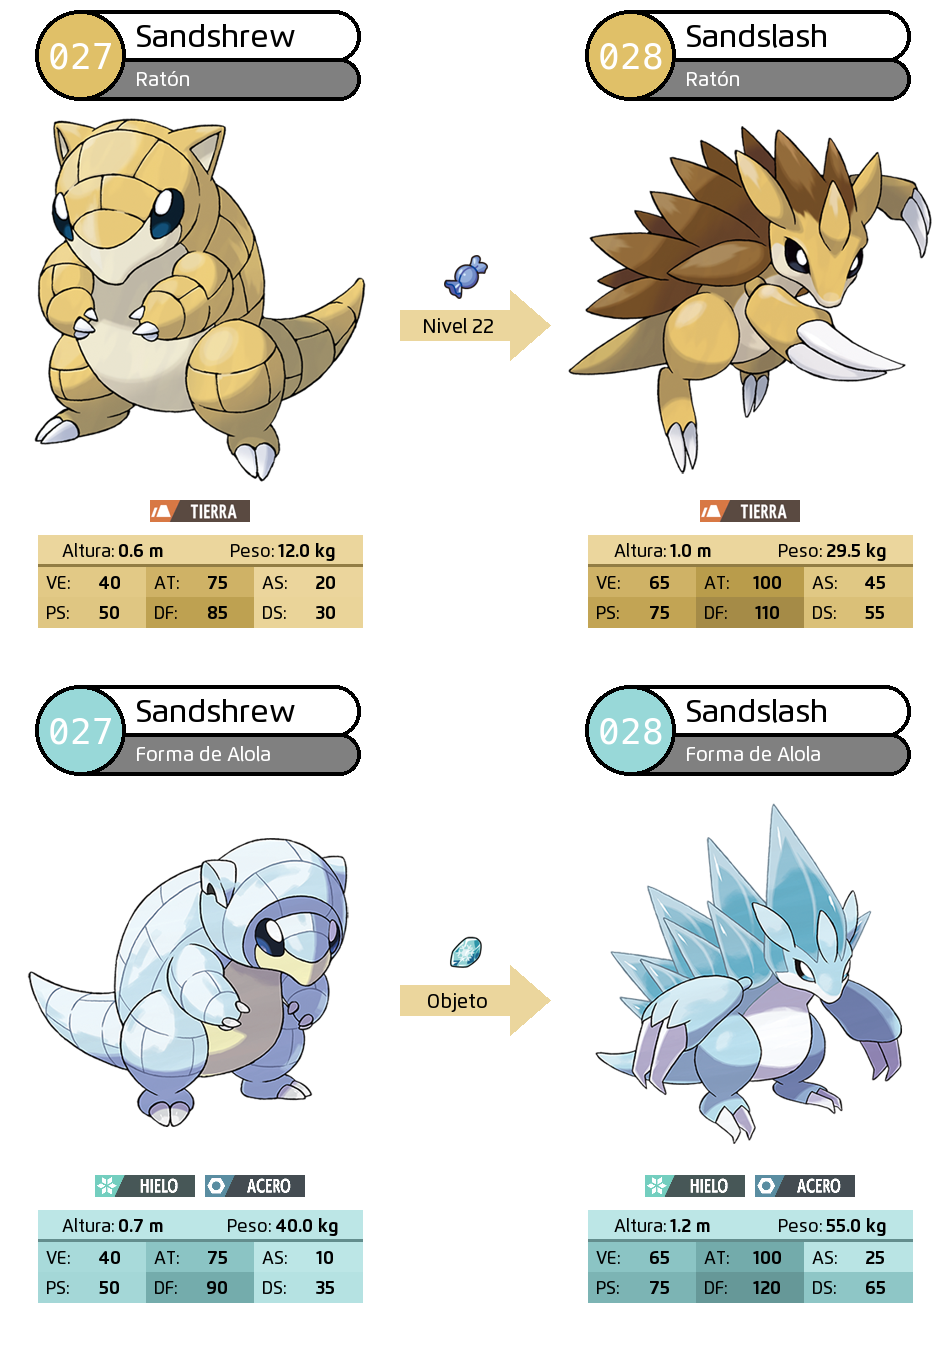 027 Sandshrew
Ratón
028 Sandslash
Ratón
Nivel 22
TIERRA
Altura: 0.6 m Peso: 12.0 kg
VE: 40 AT: 75 AS: 20
PS: 50 DF: 85 DS: 30
TIERRA
Altura: 1.0 m Peso: 29.5 kg
VE: 65 AT: 100 AS: 45
PS: 75 DF: 110 DS: 55
027 Sandshrew
Forma de Alola
028 Sandslash
Forma de Alola
Objeto
HIELO ACERO
Altura: 0.7 m Peso: 40.0 kg
VE: 40 AT: 75 AS: 10
PS: 50 DF: 90 DS: 35
HIELO ACERO
Altura: 1.2 m Peso: 55.0 kg
VE: 65 AT: 100 AS: 25
PS: 75 DF: 120 DS: 65